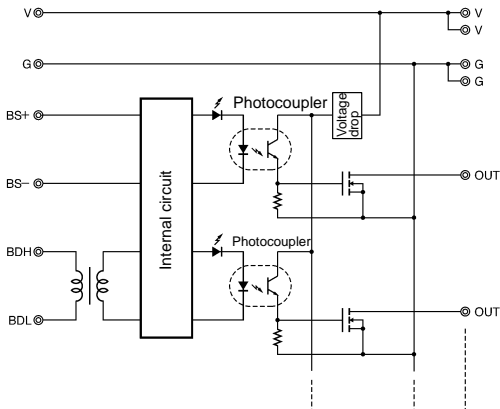 V
V
V
G
G
G
BS+
Photocoupler
Voltage drop
BS−
Internal circuit
OUT
BDH
Photocoupler
BDL
OUT